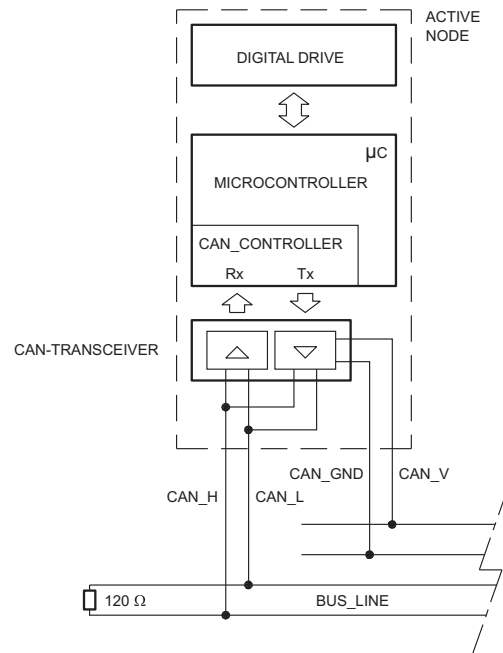 ACTIVE
NODE
DIGITAL DRIVE
µC
MICROCONTROLLER
CAN_CONTROLLER
Rx Tx
CAN-TRANSCEIVER
CAN_H CAN_L CAN_GND CAN_V
120 Ω BUS_LINE